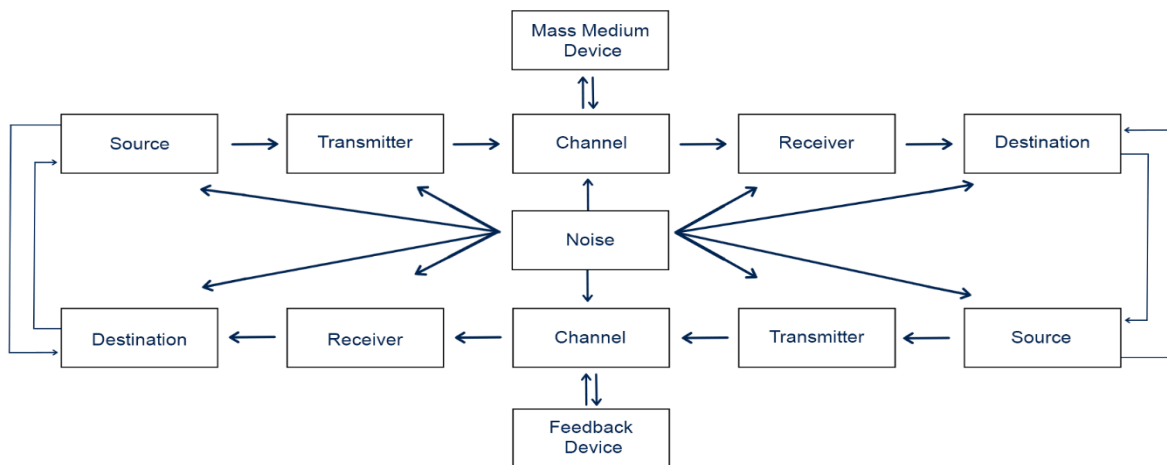 Mass Medium
Device
Source
Transmitter
Channel
Receiver
Destination
Noise
Destination
Receiver
Channel
Transmitter
Source
Feedback
Device